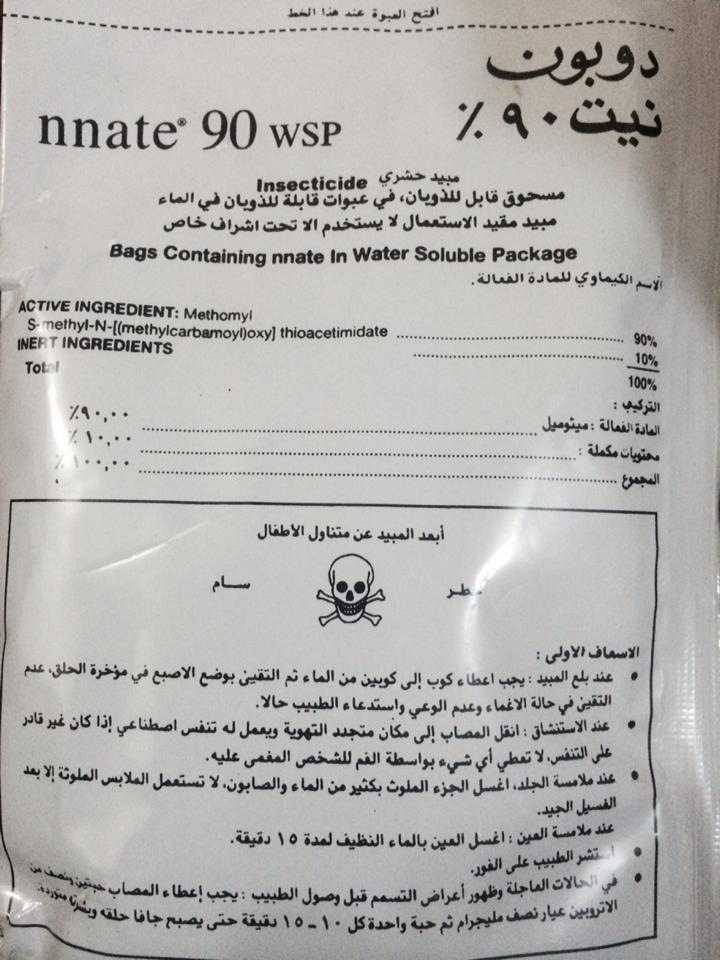 افتح العبوة عند هذا الخط
دوبون
نيت ٩٠ ٪
nnate® 90 WSP
مبيد حشري Insecticide
مسحوق قابل للذوبان، في عبوات قابلة للذوبان في الماء
مبيد مقيد الاستعمال لا يستخدم الا تحت اشراف خاص
Bags Containing nnate In Water Soluble Package
الاسم الكيماوي للمادة الفعالة.
ACTIVE INGREDIENT: Methomyl
S-methyl-N-[(methylcarbamoyl)oxy] thioacetimidate 90%
INERT INGREDIENTS 10%
Total 100%
التركيب :
المادة الفعالة : ميثوميل ٩٠,٠٠٪
محتويات مكملة : ١٠,٠٠٪
المجموع ١٠٠,٠٠٪
أبعد المبيد عن متناول الأطفال
خطر سام
الاسعاف الاولى :
• عند بلع المبيد : يجب اعطاء كوب إلى كوبين من الماء ثم التقيئ بوضع الاصبع في مؤخرة الحلق، عدم
التقيئ في حالة الاغماء وعدم الوعي واستدعاء الطبيب حالا.
• عند الاستنشاق : انقل المصاب إلى مكان متجدد التهوية ويعمل له تنفس اصطناعي إذا كان غير قادر
على التنفس، لا تعطي أي شيء بواسطة الفم للشخص المغمى عليه.
• عند ملامسة الجلد، اغسل الجزء الملوث بكثير من الماء والصابون، لا تستعمل الملابس الملوثة إلا بعد
الغسيل الجيد.
عند ملامسة العين : اغسل العين بالماء النظيف لمدة ١٥ دقيقة.
• استشر الطبيب على الفور.
• في الحالات العاجلة وظهور أعراض التسمم قبل وصول الطبيب : يجب إعطاء المصاب حبتين ونصف من
الاتروبين عيار نصف مليجرام ثم حبة واحدة كل ١٠ – ١٥ دقيقة حتى يصبح جافا حلقه وبشرته متوردة.